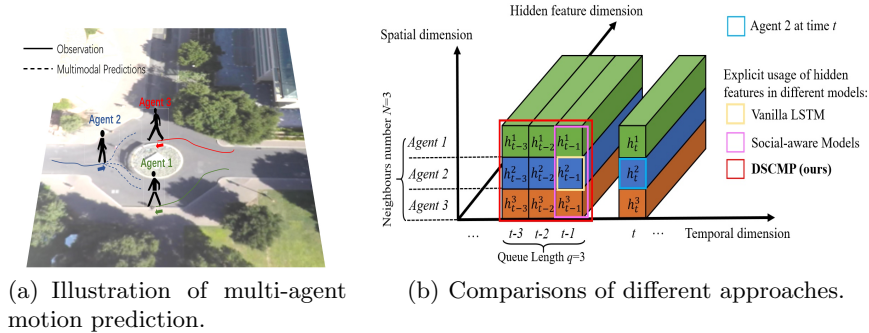 Observation
Multimodal Predictions
Agent 3
Agent 2
Agent 1
(a) Illustration of multi-agent
motion prediction.
Hidden feature dimension
Spatial dimension
Agent 2 at time t
Explicit usage of hidden
features in different models:
Vanilla LSTM
Social-aware Models
DSCMP (ours)
Neighbours number N=3
Agent 1
Agent 2
Agent 3
h¹ₜ₋₃ h¹ₜ₋₂ h¹ₜ₋₁ h¹ₜ
h²ₜ₋₃ h²ₜ₋₂ h²ₜ₋₁ h²ₜ
h³ₜ₋₃ h³ₜ₋₂ h³ₜ₋₁ h³ₜ
... t-3 t-2 t-1 t ...
Temporal dimension
Queue Length q=3
(b) Comparisons of different approaches.